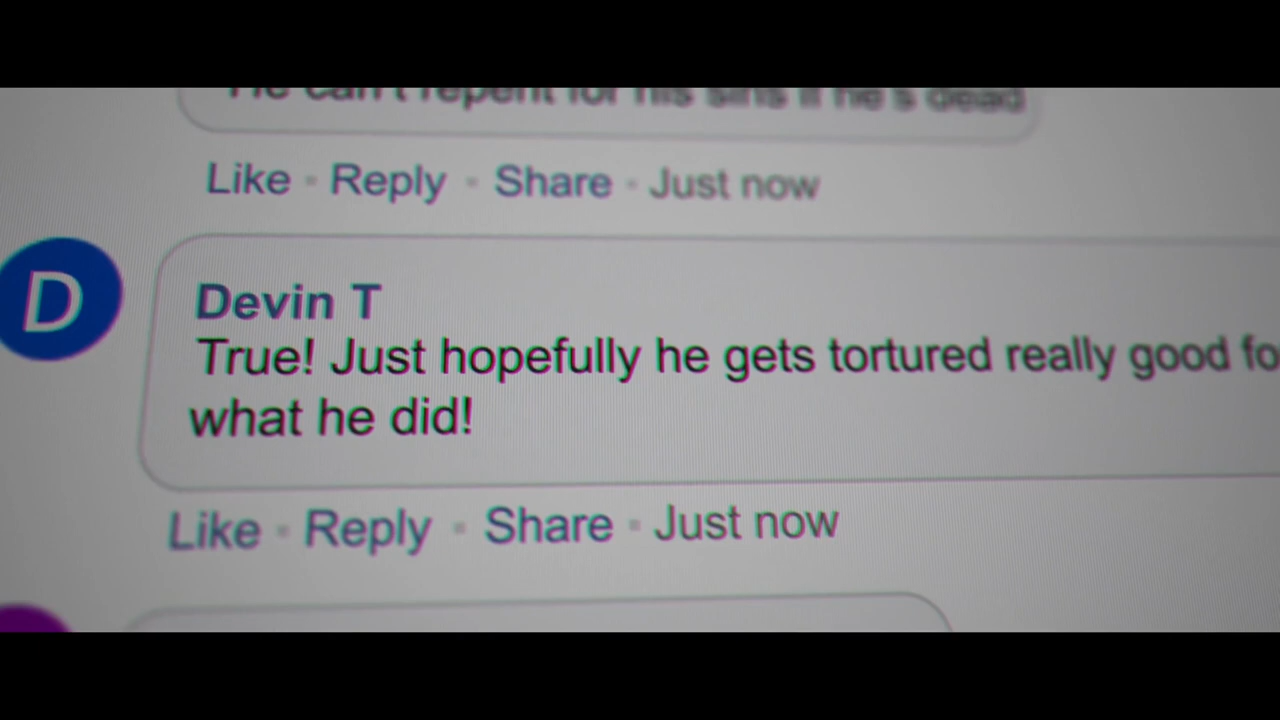 He can't repent for his sins if he's dead
Like · Reply · Share · Just now
D
Devin T
True! Just hopefully he gets tortured really good fo
what he did!
Like · Reply · Share · Just now